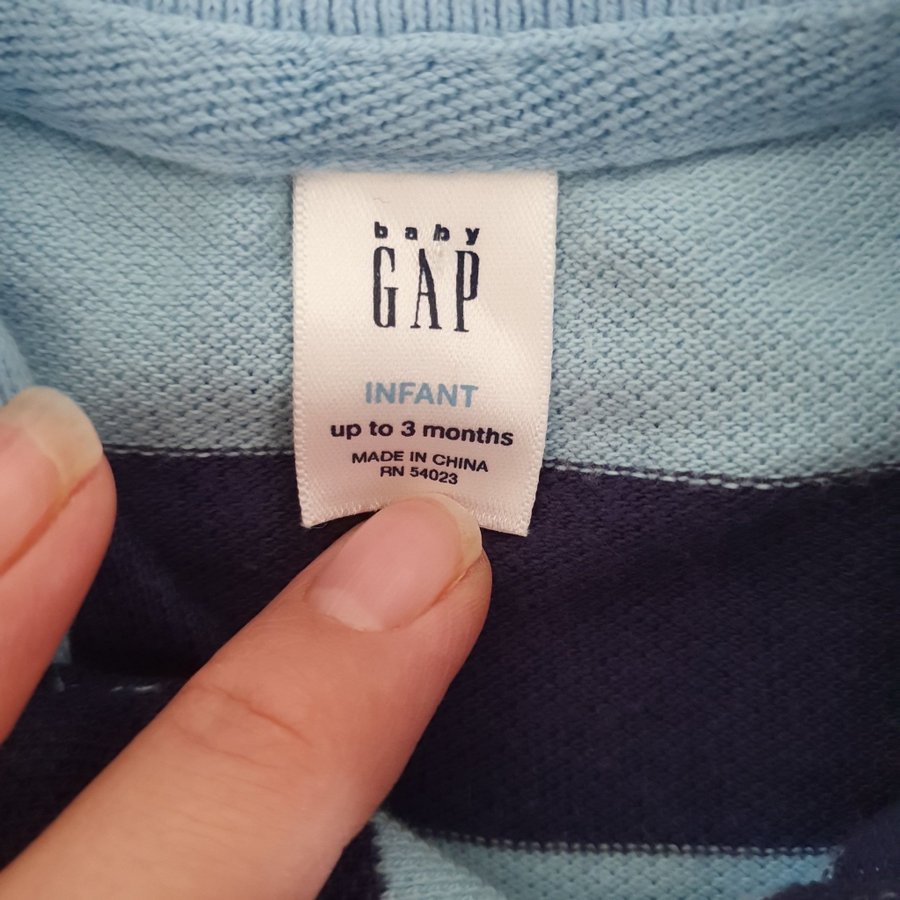 baby
GAP
INFANT
up to 3 months
MADE IN CHINA
RN 54023